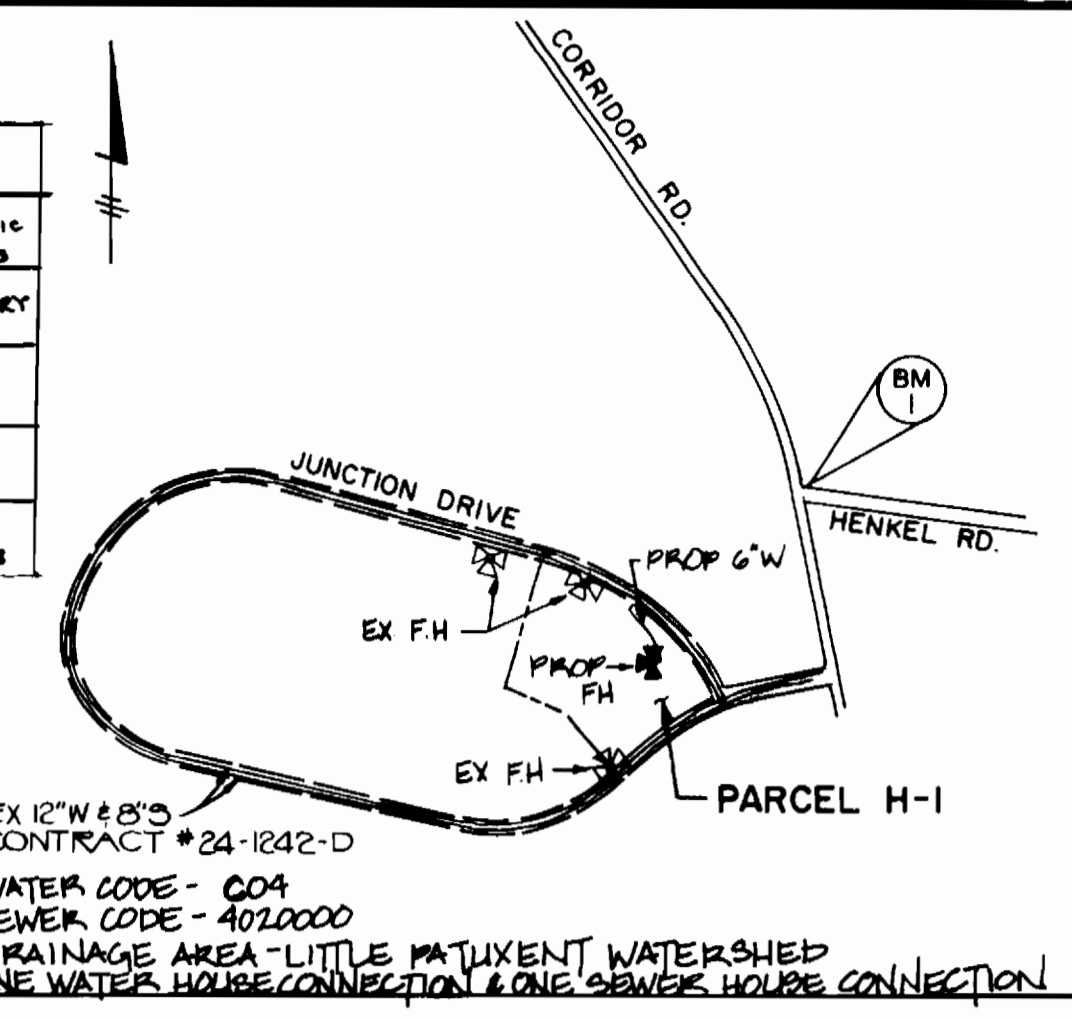 CORRIDOR RD.
BM
1
JUNCTION DRIVE
HENKEL RD.
PROP 6"W
EX F.H
PROP
FH
EX F.H
PARCEL H-1
EX 12"W & 8"S
CONTRACT #24-1242-D
WATER CODE - C04
SEWER CODE - 4020000
DRAINAGE AREA - LITTLE PATUXENT WATERSHED
ONE WATER HOUSE CONNECTION & ONE SEWER HOUSE CONNECTION